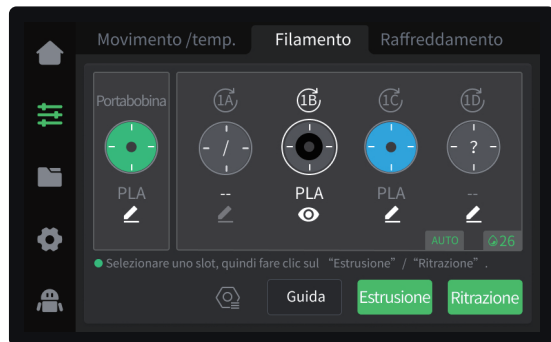 Movimento /temp. Filamento Raffreddamento
Portabobina 1A 1B 1C 1D
/ ?
PLA -- PLA PLA --
AUTO 26
Selezionare uno slot, quindi fare clic sul “Estrusione” / “Ritrazione” .
Guida Estrusione Ritrazione